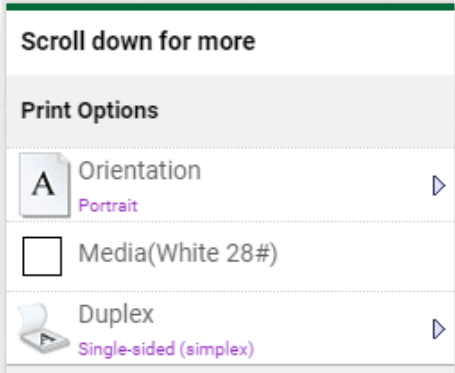 Scroll down for more
Print Options
A Orientation
Portrait
Media(White 28#)
A Duplex
Single-sided (simplex)